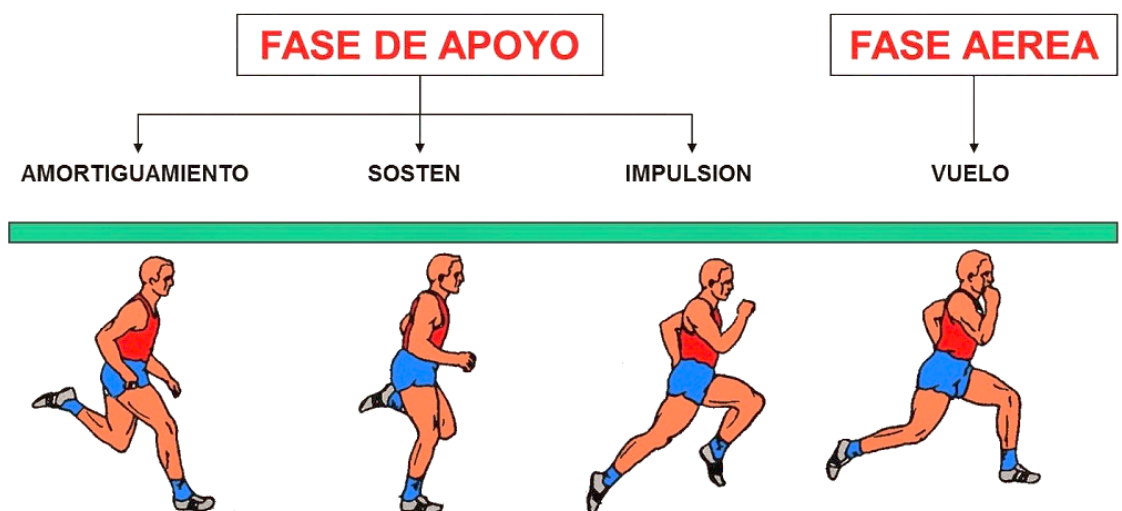 FASE DE APOYO
FASE AEREA
AMORTIGUAMIENTO
SOSTEN
IMPULSION
VUELO